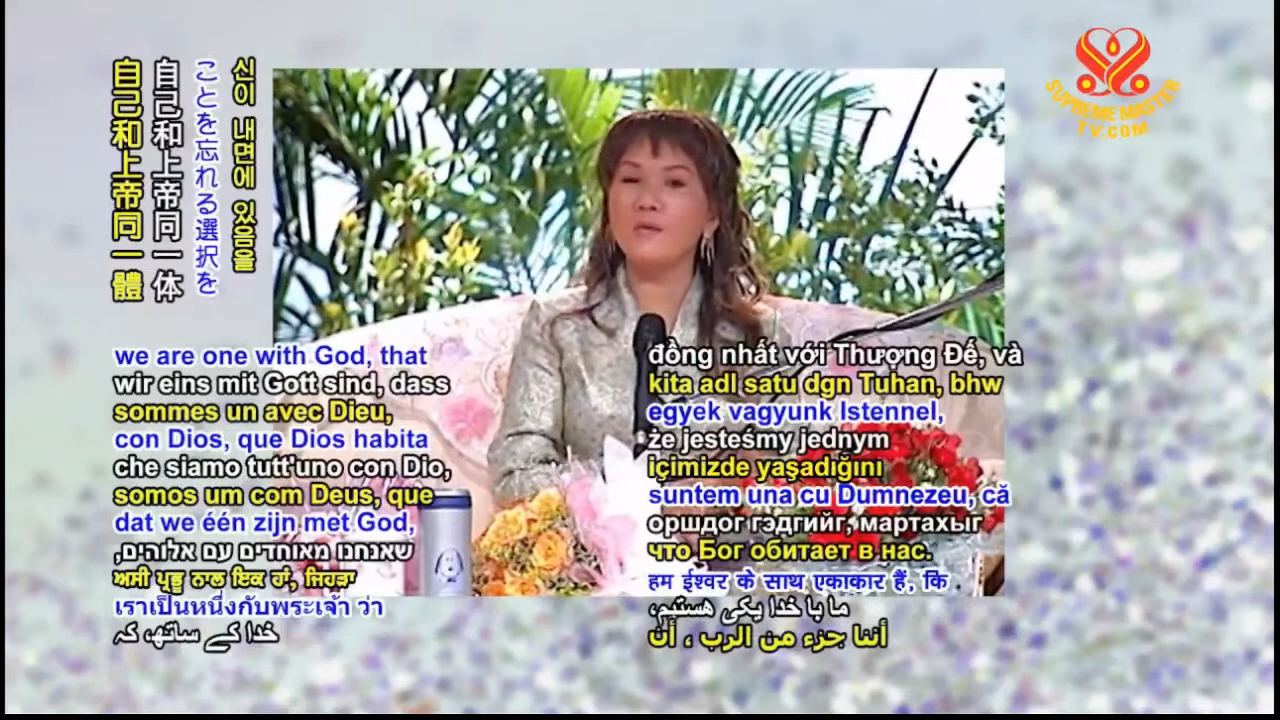 自己和上帝同一體
自己和上帝同一体
ことを忘れる選択を
신이 내면에 있음을
SUPREME MASTER
TV.COM
we are one with God, that
wir eins mit Gott sind, dass
sommes un avec Dieu,
con Dios, que Dios habita
che siamo tutt'uno con Dio,
somos um com Deus, que
dat we één zijn met God,
שאנחנו מאוחדים עם אלוהים,
ਅਸੀ ਪ੍ਰਭੂ ਨਾਲ ਇਕ ਹਾਂ, ਜਿਹੜਾ
เราเป็นหนึ่งกับพระเจ้า ว่า
خدا کے ساتھ، کہ
đồng nhất với Thượng Đế, và
kita adl satu dgn Tuhan, bhw
egyek vagyunk Istennel,
że jesteśmy jednym
içimizde yaşadığını
suntem una cu Dumnezeu, că
оршдог гэдгийг, мартахыг
что Бог обитает в нас.
हम ईश्वर के साथ एकाकार हैं, कि .
ما با خدا یکی هستیم،
أننا جزء من الرب ، أن